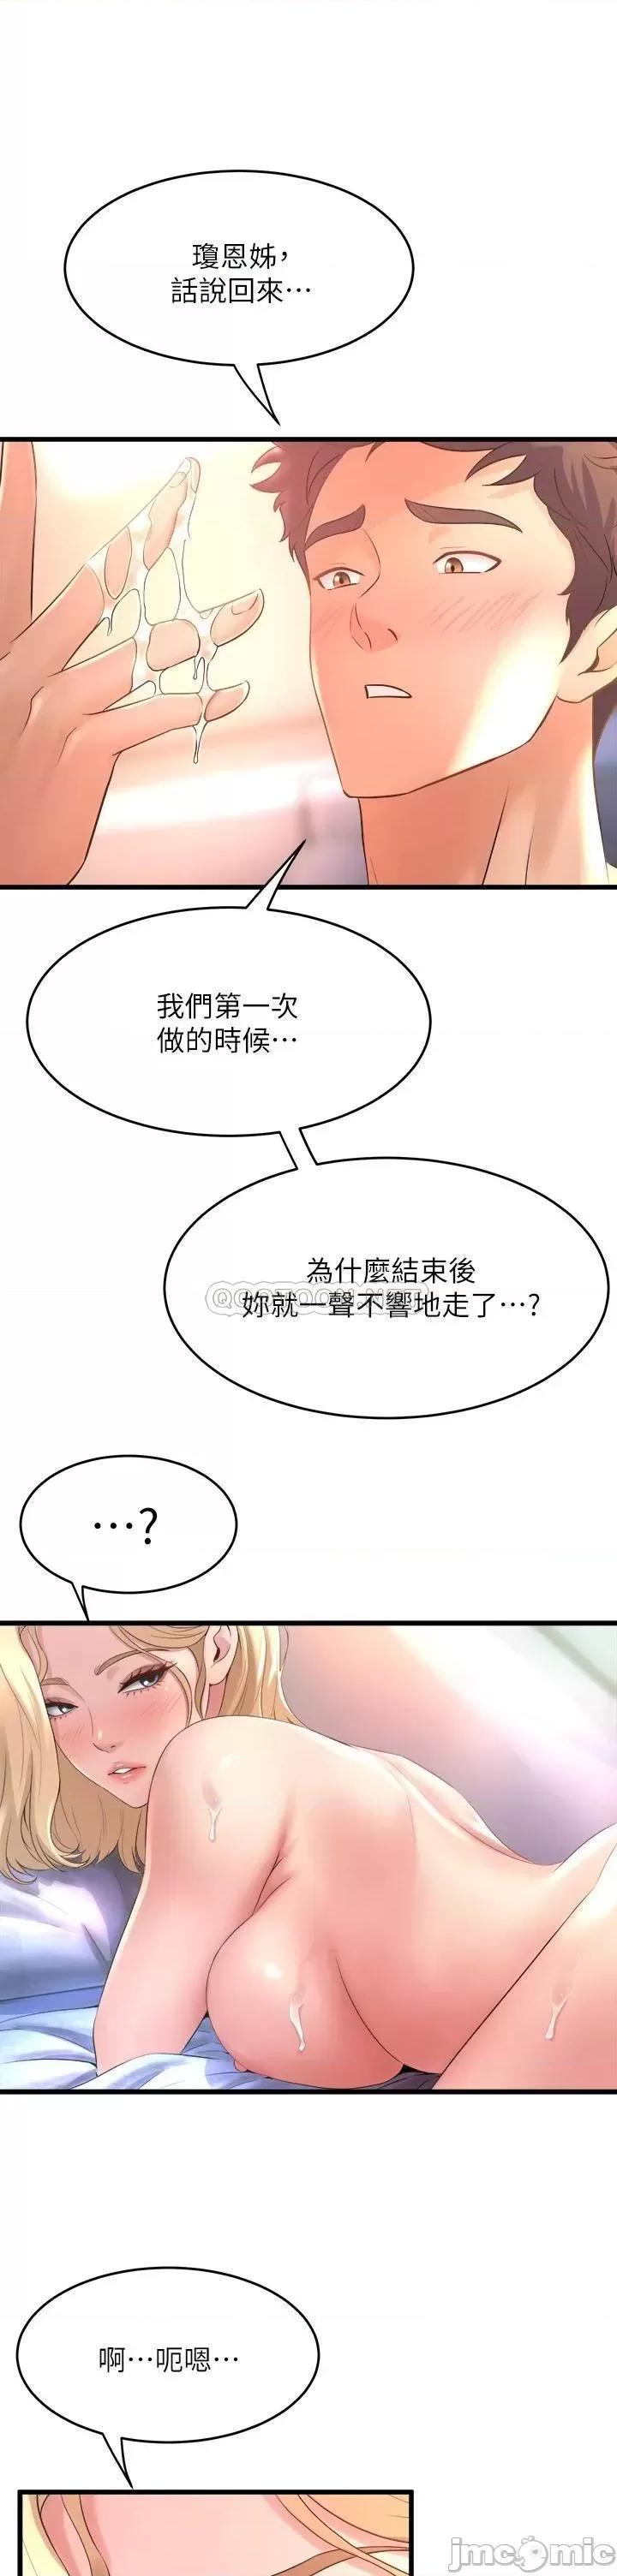 瓊恩姊，
話說回來⋯
我們第一次
做的時候⋯
為什麼結束後
妳就一聲不響地走了⋯?
⋯?
啊⋯呃嗯⋯
jmcomic